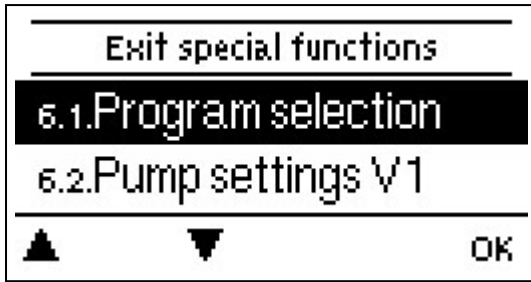 Exit special functions
6.1.Program selection
6.2.Pump settings V1
OK